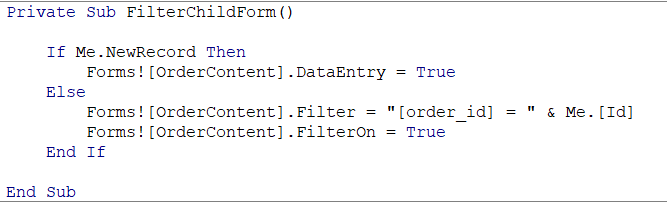 Private Sub FilterChildForm()
If Me.NewRecord Then
Forms![OrderContent].DataEntry = True
Else
Forms![OrderContent].Filter = "[order_id] = " & Me.[Id]
Forms![OrderContent].FilterOn = True
End If
End Sub